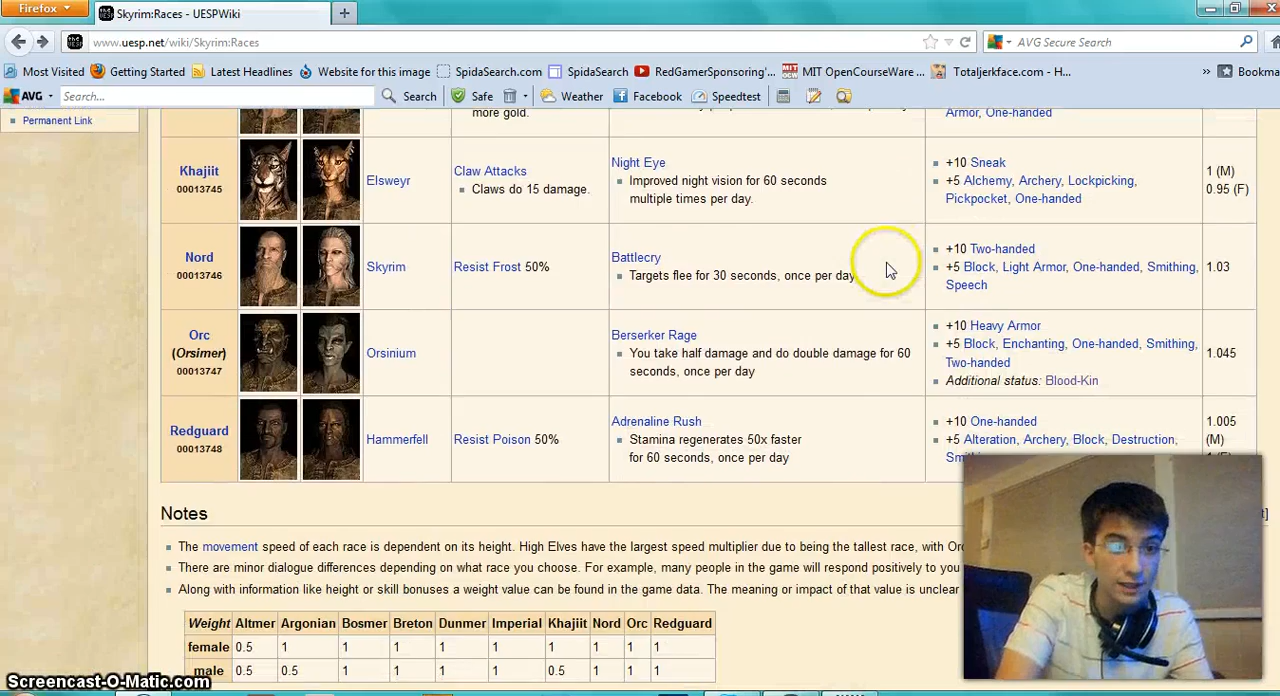 Firefox
Skyrim:Races - UESPWiki
www.uesp.net/wiki/Skyrim:Races
AVG Secure Search
Most Visited
Getting Started
Latest Headlines
Website for this image
SpidaSearch.com
SpidaSearch
RedGamerSponsoring'...
MIT OpenCourseWare ...
Totaljerkface.com - H...
»
Bookma
AVG
Search...
Search
Safe
Weather
Facebook
Speedtest
Permanent Link
more gold.
Armor, One-handed
Khajiit
00013745
Elsweyr
Claw Attacks
Claws do 15 damage.
Night Eye
Improved night vision for 60 seconds
multiple times per day.
+10 Sneak
+5 Alchemy, Archery, Lockpicking,
Pickpocket, One-handed
1 (M)
0.95 (F)
Nord
00013746
Skyrim
Resist Frost 50%
Battlecry
Targets flee for 30 seconds, once per day
+10 Two-handed
+5 Block, Light Armor, One-handed, Smithing,
Speech
1.03
Orc
(Orsimer)
00013747
Orsinium
Berserker Rage
You take half damage and do double damage for 60
seconds, once per day
+10 Heavy Armor
+5 Block, Enchanting, One-handed, Smithing,
Two-handed
Additional status: Blood-Kin
1.045
Redguard
00013748
Hammerfell
Resist Poison 50%
Adrenaline Rush
Stamina regenerates 50x faster
for 60 seconds, once per day
+10 One-handed
+5 Alteration, Archery, Block, Destruction,
1.005
(M)
Notes
The movement speed of each race is dependent on its height. High Elves have the largest speed multiplier due to being the tallest race, with Orc
There are minor dialogue differences depending on what race you choose. For example, many people in the game will respond positively to you
Along with information like height or skill bonuses a weight value can be found in the game data. The meaning or impact of that value is unclear
Weight Altmer Argonian Bosmer Breton Dunmer Imperial Khajiit Nord Orc Redguard
female 0.5 1 1 1 1 1 1 1 1 1
male 0.5 0.5 1 1 1 1 0.5 1 1 1
Screencast-O-Matic.com